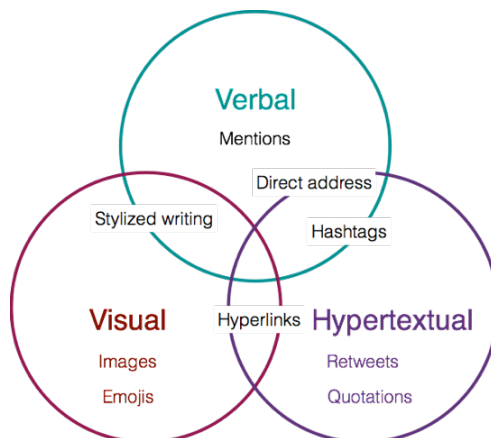 Verbal
Mentions
Direct address
Stylized writing
Hashtags
Visual
Hyperlinks
Hypertextual
Images
Retweets
Emojis
Quotations